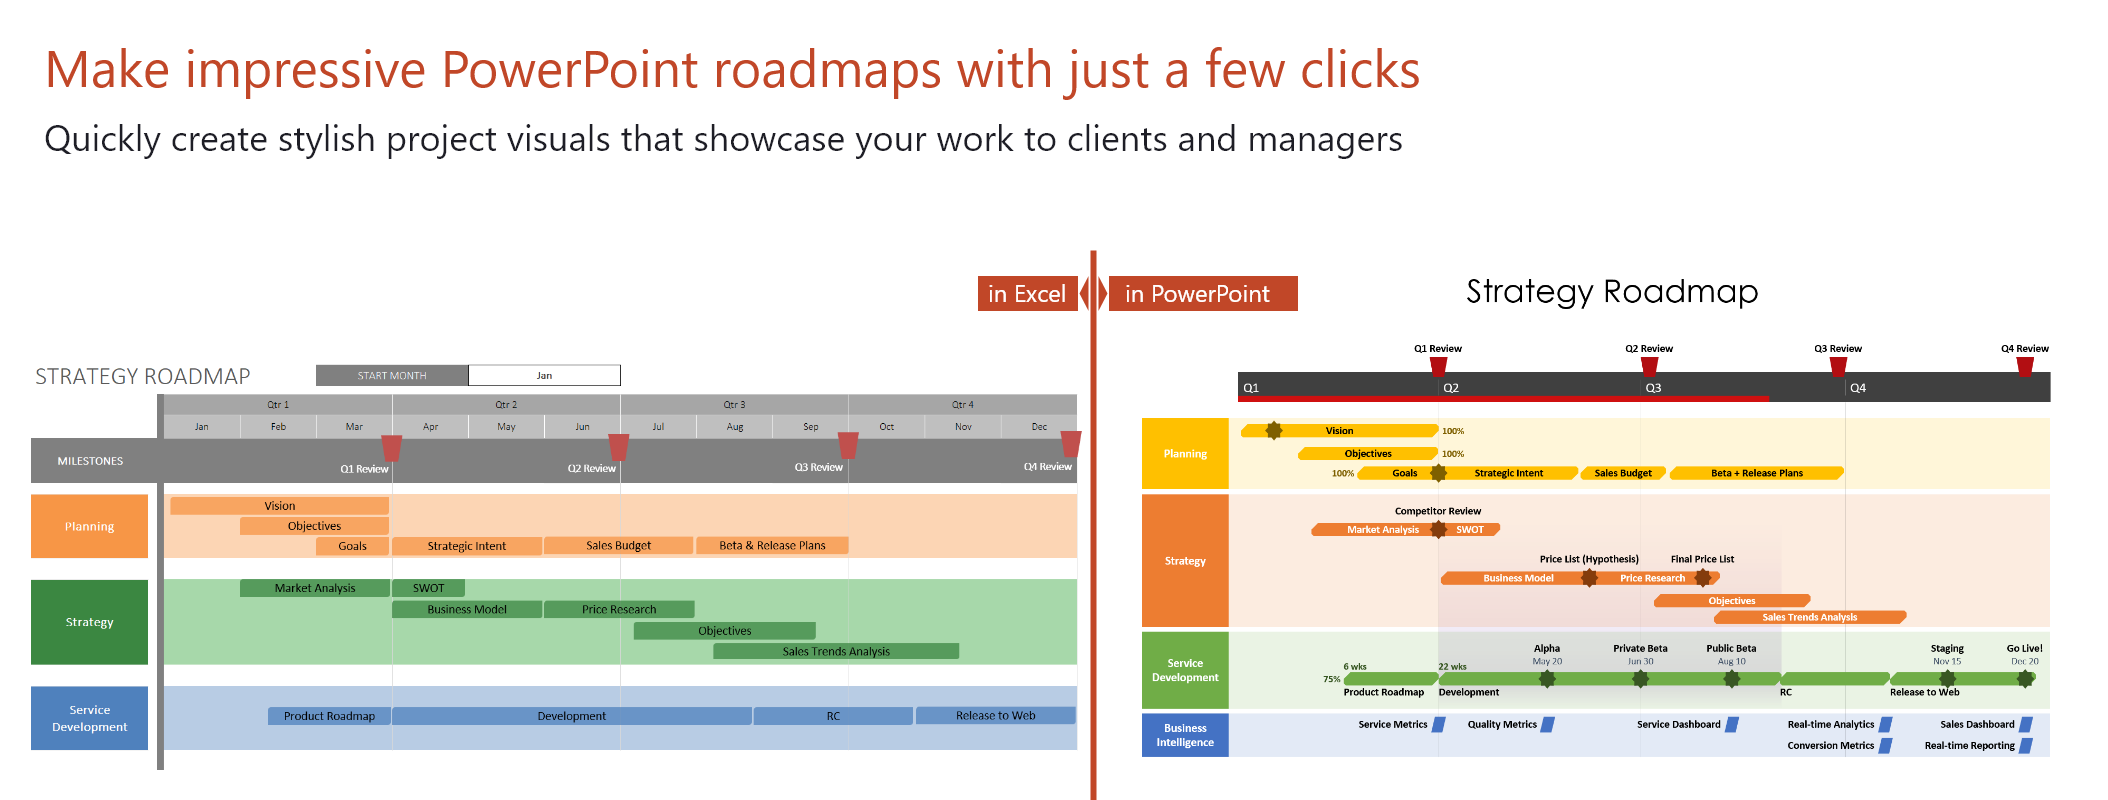 Make impressive PowerPoint roadmaps with just a few clicks
Quickly create stylish project visuals that showcase your work to clients and managers
in Excel
in PowerPoint
STRATEGY ROADMAP
START MONTH
Jan
Qtr 1 Qtr 2 Qtr 3 Qtr 4
Jan Feb Mar Apr May Jun Jul Aug Sep Oct Nov Dec
MILESTONES
Q1 Review Q2 Review Q3 Review Q4 Review
Planning
Vision
Objectives
Goals Strategic Intent Sales Budget Beta & Release Plans
Strategy
Market Analysis SWOT
Business Model Price Research
Objectives
Sales Trends Analysis
Service
Development
Product Roadmap Development RC Release to Web
Strategy Roadmap
Q1 Review Q2 Review Q3 Review Q4 Review
Q1 Q2 Q3 Q4
Planning
Vision 100%
Objectives 100%
100% Goals Strategic Intent Sales Budget Beta + Release Plans
Strategy
Competitor Review
Market Analysis SWOT
Price List (Hypothesis) Final Price List
Business Model Price Research
Objectives
Sales Trends Analysis
Service
Development
Alpha Private Beta Public Beta Staging Go Live!
May 20 Jun 30 Aug 10 Nov 15 Dec 20
6 wks 22 wks
75%
Product Roadmap Development RC Release to Web
Business
Intelligence
Service Metrics Quality Metrics Service Dashboard Real-time Analytics Sales Dashboard
Conversion Metrics Real-time Reporting